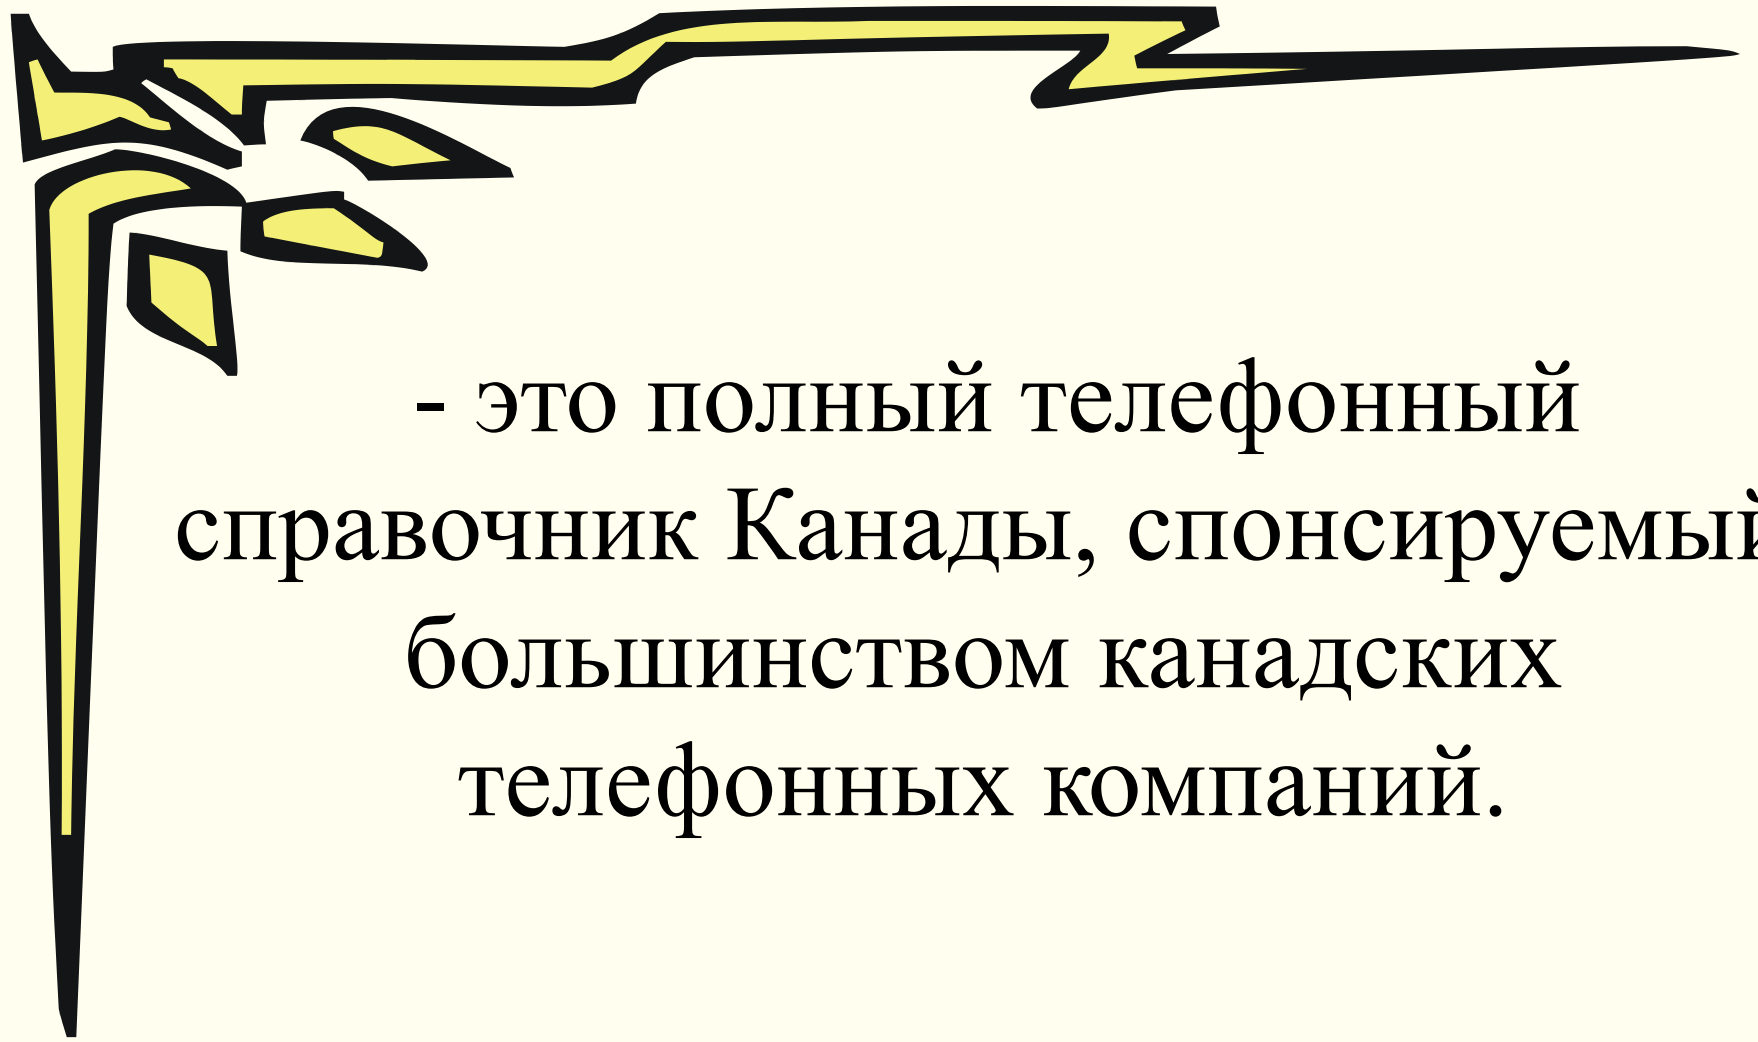 - это полный телефонный
справочник Канады, спонсируемый
большинством канадских
телефонных компаний.